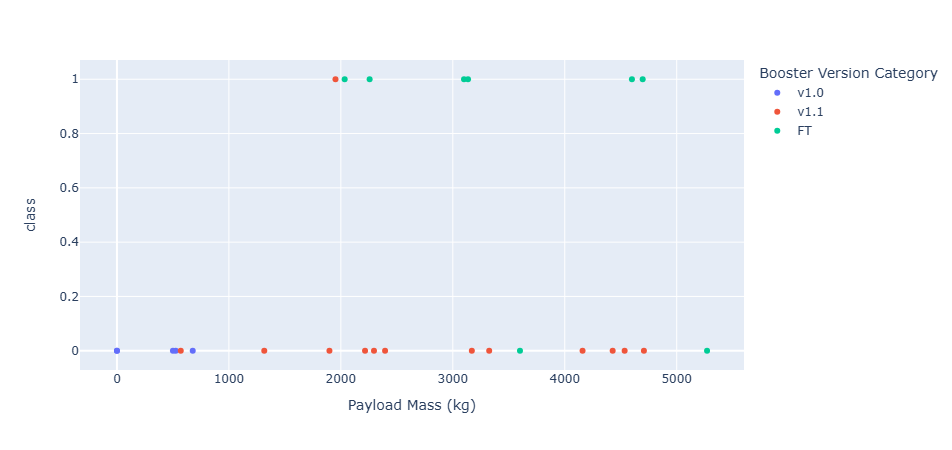 Booster Version Category
v1.0
v1.1
FT
1
0.8
0.6
0.4
0.2
0
class
0 1000 2000 3000 4000 5000
Payload Mass (kg)